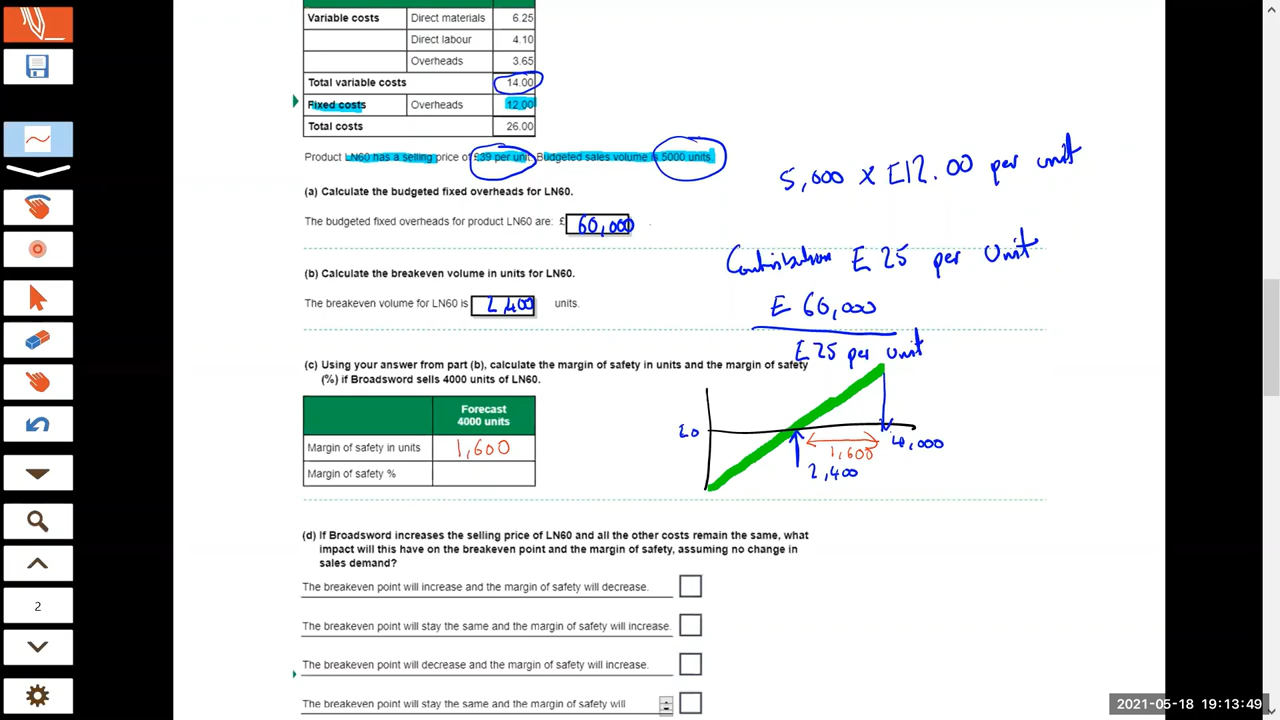 Variable costs Direct materials 6.25
Direct labour 4.10
Overheads 3.65
Total variable costs 14.00
Fixed costs Overheads 12.00
Total costs 26.00
Product LN60 has a selling price of £39 per unit. Budgeted sales volume is 5000 units.
5,000 x £12.00 per unit
(a) Calculate the budgeted fixed overheads for LN60.
The budgeted fixed overheads for product LN60 are: £ 60,000
Contribution £25 per Unit
(b) Calculate the breakeven volume in units for LN60.
The breakeven volume for LN60 is 2,400 units.
£60,000
£25 per unit
(c) Using your answer from part (b), calculate the margin of safety in units and the margin of safety
(%) if Broadsword sells 4000 units of LN60.
Forecast
4000 units
Margin of safety in units 1,600
Margin of safety %
£0
4,000
1,600
2,400
(d) If Broadsword increases the selling price of LN60 and all the other costs remain the same, what
impact will this have on the breakeven point and the margin of safety, assuming no change in
sales demand?
The breakeven point will increase and the margin of safety will decrease.
The breakeven point will stay the same and the margin of safety will increase.
The breakeven point will decrease and the margin of safety will increase.
The breakeven point will stay the same and the margin of safety will
2
2021-05-18 19:13:49